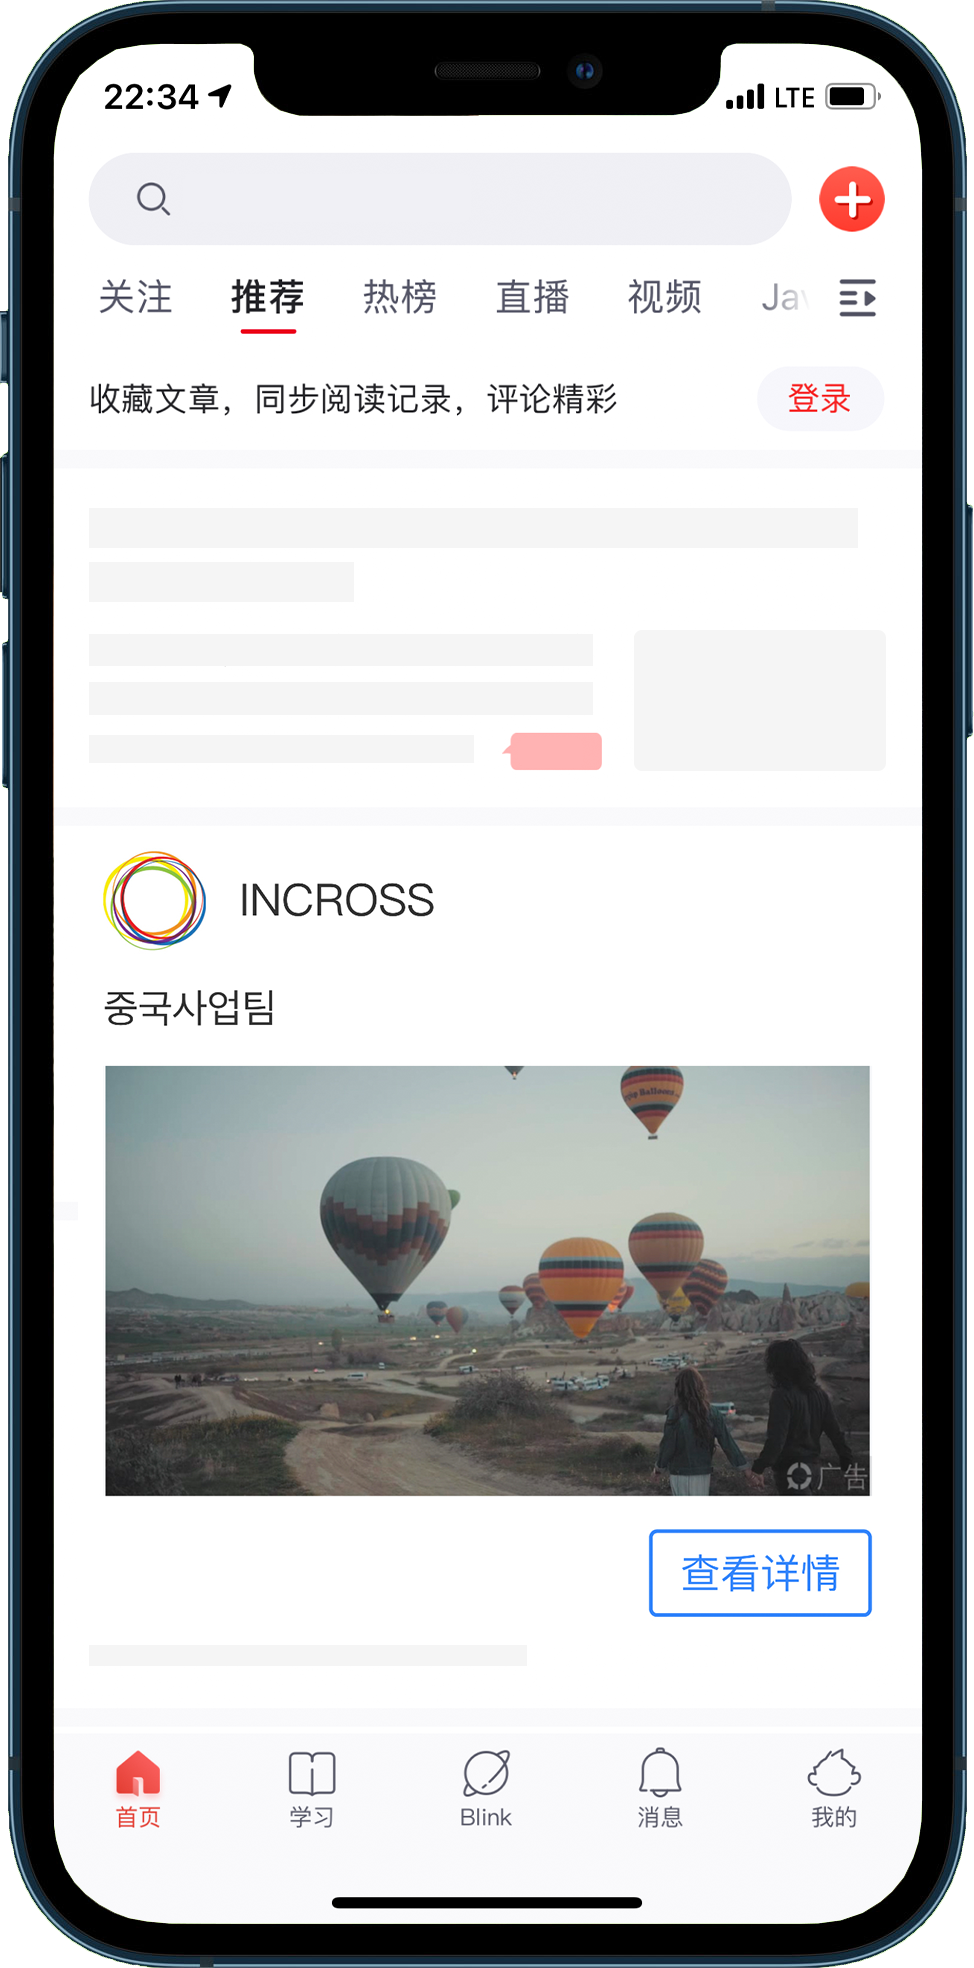 22:34 LTE
关注 推荐 热榜 直播 视频 Jav
收藏文章，同步阅读记录，评论精彩 登录
INCROSS
중국사업팀
广告
查看详情
首页 学习 Blink 消息 我的